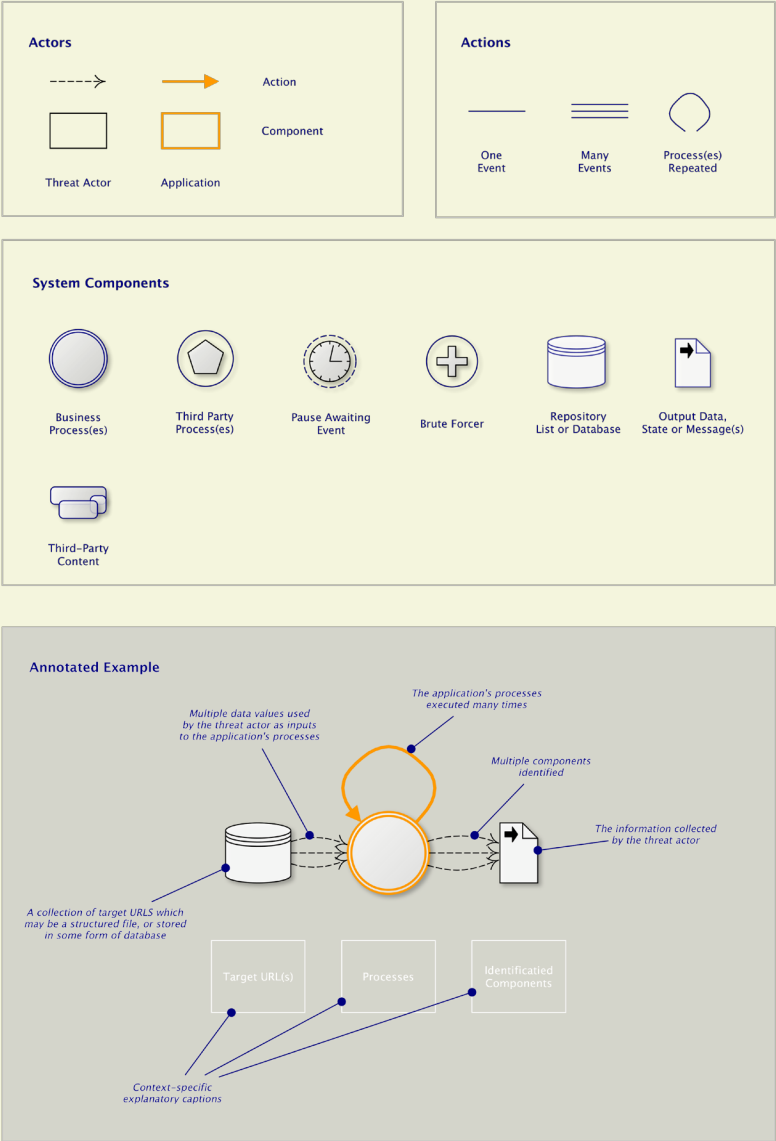 Actors
Action
Component
Threat Actor
Application
Actions
One
Event
Many
Events
Process(es)
Repeated
System Components
Business
Process(es)
Third Party
Process(es)
Pause Awaiting
Event
Brute Forcer
Repository
List or Database
Output Data,
State or Message(s)
Third-Party
Content
Annotated Example
The application's processes
executed many times
Multiple data values used
by the threat actor as inputs
to the application's processes
Multiple components
identified
The information collected
by the threat actor
A collection of target URLS which
may be a structured file, or stored
in some form of database
Target URL(s)
Processes
Identificatied
Components
Context-specific
explanatory captions